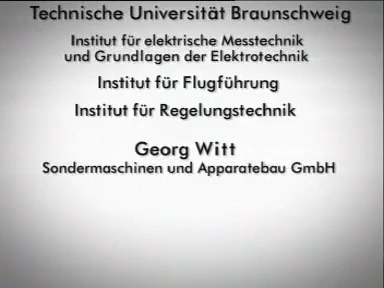 Technische Universität Braunschweig
Institut für elektrische Messtechnik
und Grundlagen der Elektrotechnik
Institut für Flugführung
Institut für Regelungstechnik
Georg Witt
Sondermaschinen und Apparatebau GmbH